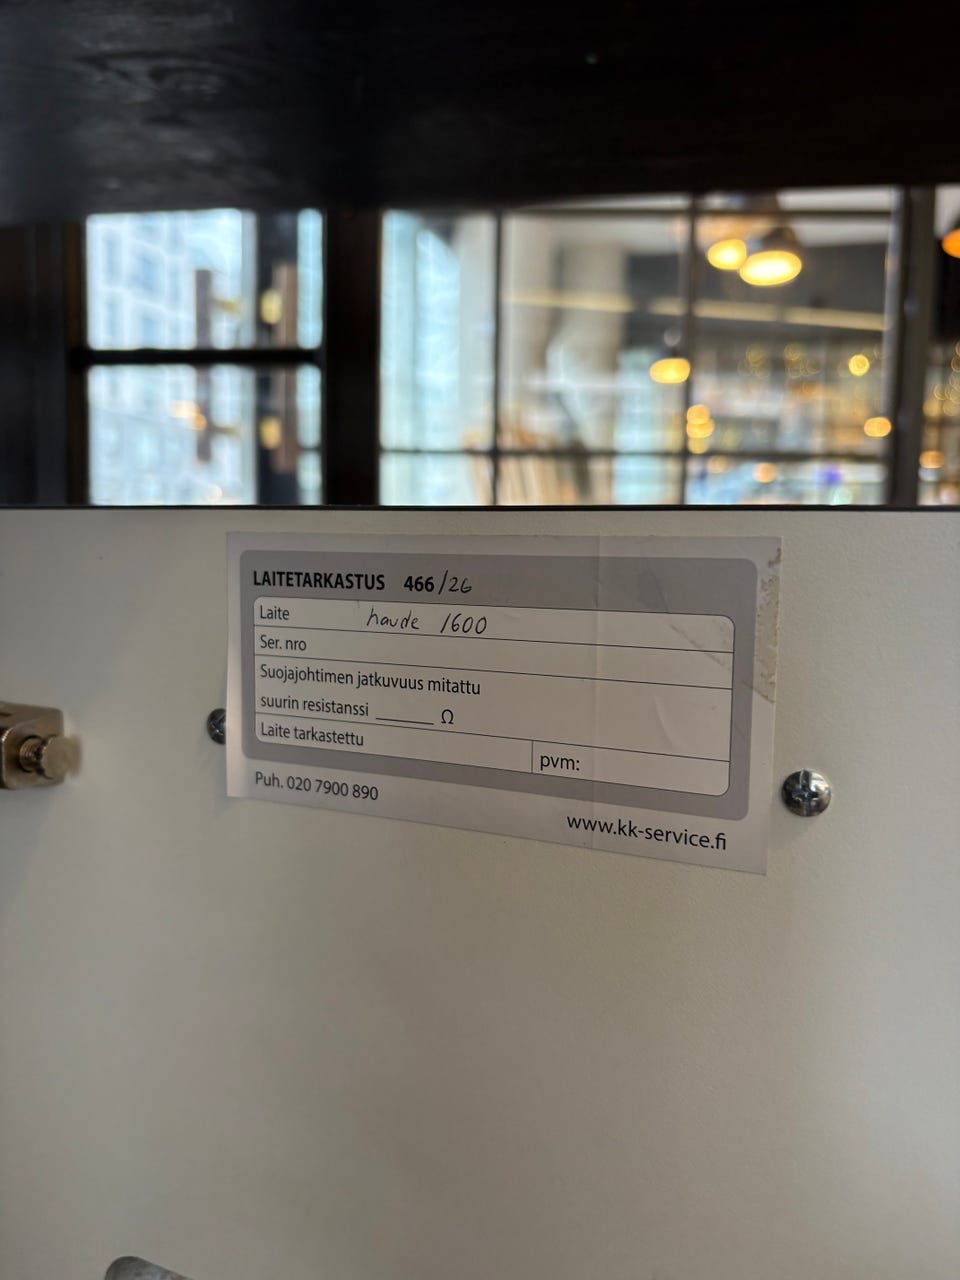 LAITETARKASTUS 466/26
Laite haude 1600
Ser. nro
Suojajohtimen jatkuvuus mitattu
suurin resistanssi ______ Ω
Laite tarkastettu
pvm:
Puh. 020 7900 890
www.kk-service.fi